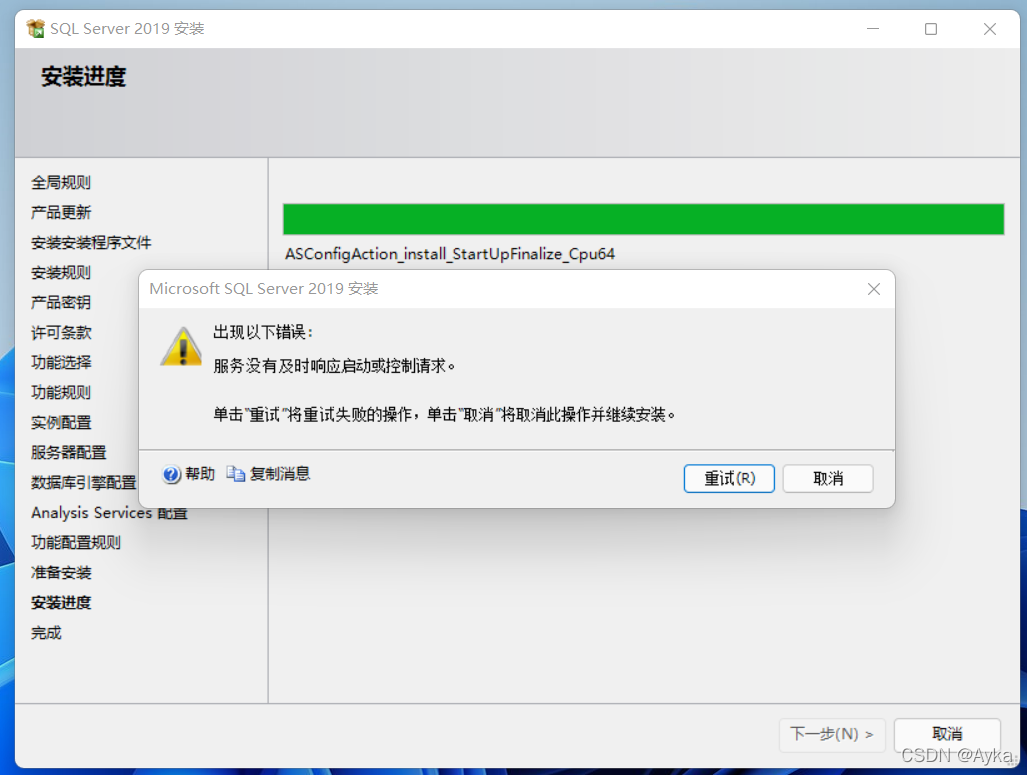 SQL Server 2019 安装
安装进度
全局规则
产品更新
安装安装程序文件
安装规则
产品密钥
许可条款
功能选择
功能规则
实例配置
服务器配置
数据库引擎配置
Analysis Services 配置
功能配置规则
准备安装
安装进度
完成
ASConfigAction_install_StartUpFinalize_Cpu64
Microsoft SQL Server 2019 安装
出现以下错误:
服务没有及时响应启动或控制请求。
单击"重试"将重试失败的操作，单击"取消"将取消此操作并继续安装。
帮助 复制消息 重试(R) 取消
下一步(N) > 取消
CSDN @Ayka